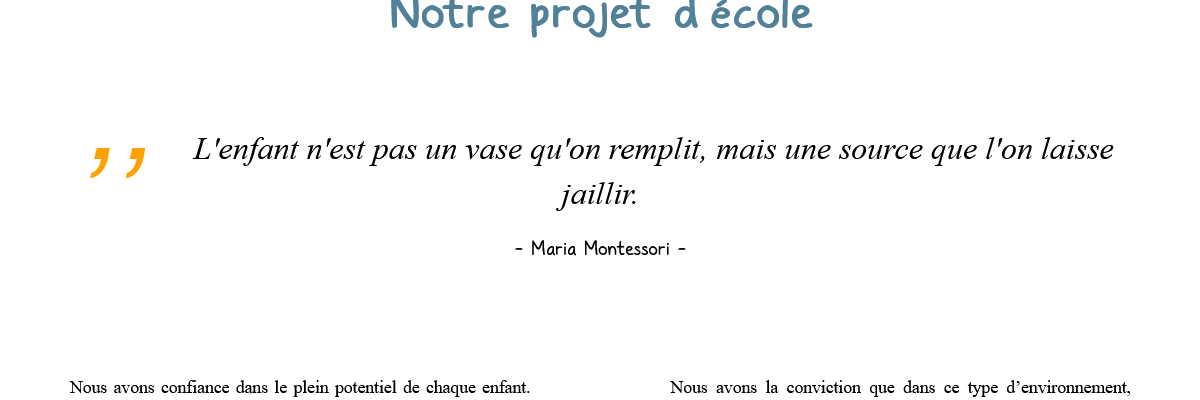 Notre projet d'école
” L'enfant n'est pas un vase qu'on remplit, mais une source que l'on laisse
jaillir.
- Maria Montessori -
Nous avons confiance dans le plein potentiel de chaque enfant.
Nous avons la conviction que dans ce type d’environnement,